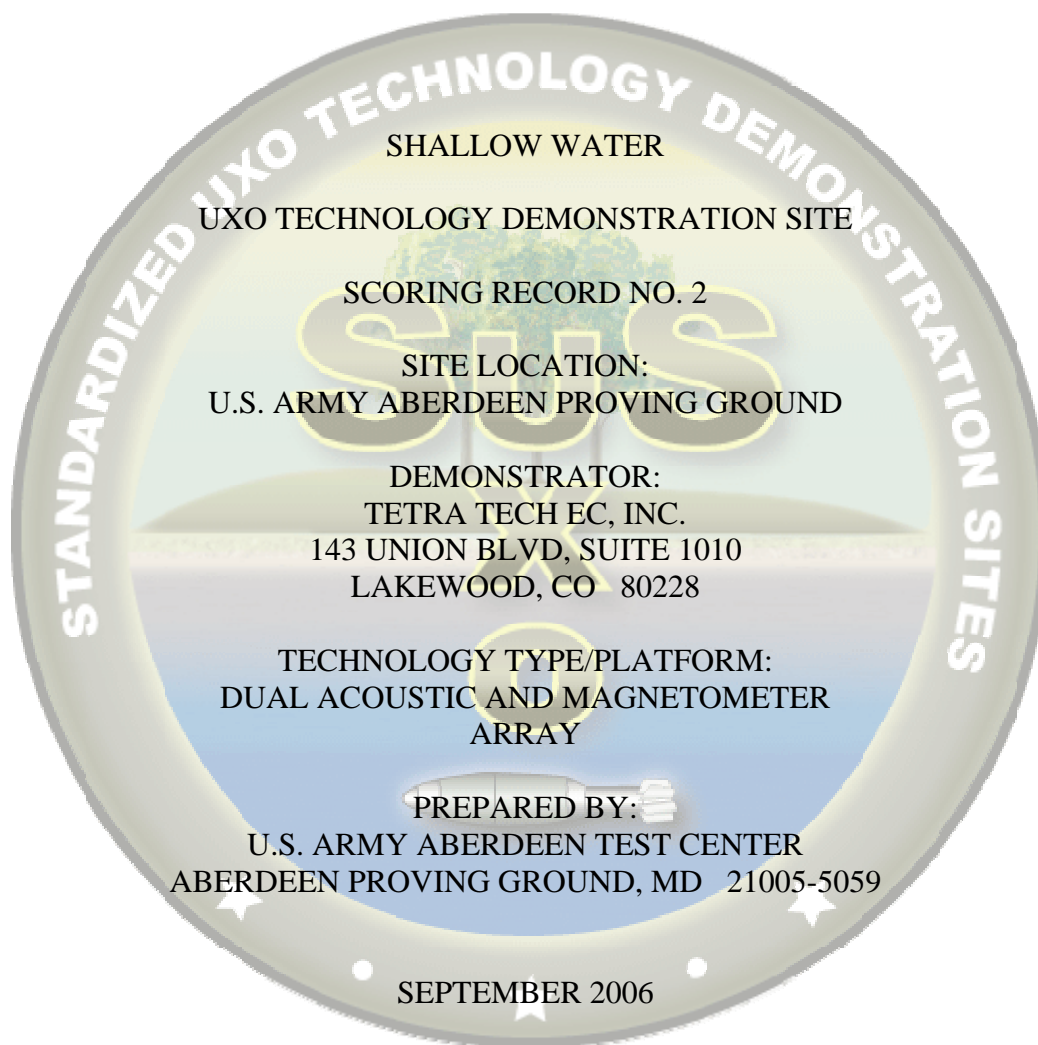 STANDARDIZED UXO TECHNOLOGY DEMONSTRATION SITES
SHALLOW WATER
UXO TECHNOLOGY DEMONSTRATION SITE
SCORING RECORD NO. 2
SUS
SITE LOCATION:
U.S. ARMY ABERDEEN PROVING GROUND
DEMONSTRATOR:
TETRA TECH EC, INC.
X
143 UNION BLVD, SUITE 1010
LAKEWOOD, CO 80228
TECHNOLOGY TYPE/PLATFORM:
O
DUAL ACOUSTIC AND MAGNETOMETER
ARRAY
PREPARED BY:
U.S. ARMY ABERDEEN TEST CENTER
ABERDEEN PROVING GROUND, MD 21005-5059
SEPTEMBER 2006